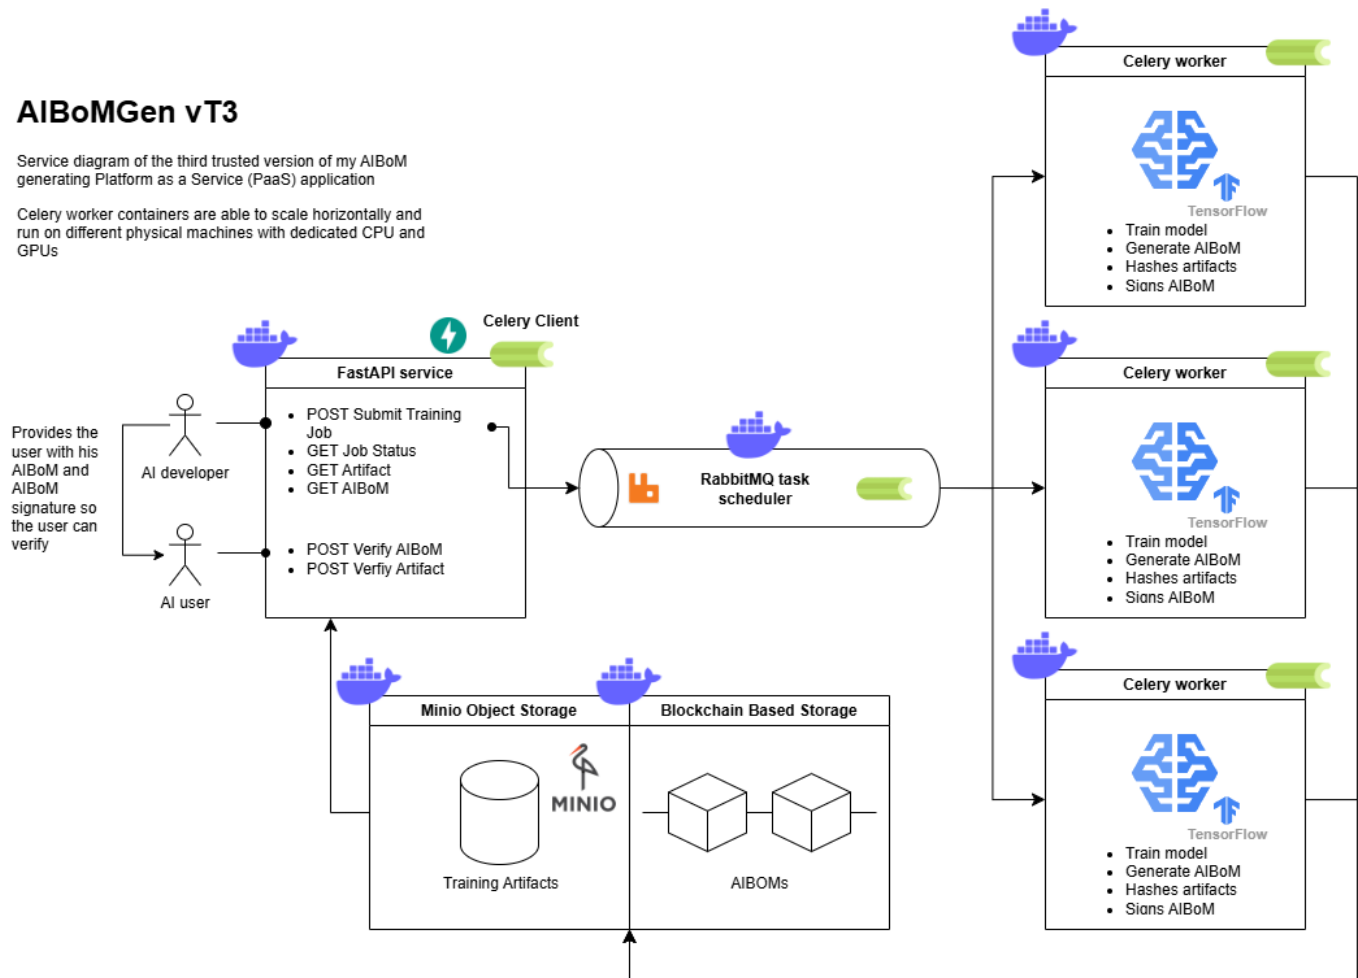 AIBoMGen vT3
Service diagram of the third trusted version of my AIBoM
generating Platform as a Service (PaaS) application
Celery worker containers are able to scale horizontally and
run on different physical machines with dedicated CPU and
GPUs
Celery Client
FastAPI service
• POST Submit Training
Job
• GET Job Status
• GET Artifact
• GET AIBoM
• POST Verify AIBoM
• POST Verfiy Artifact
Provides the
user with his
AIBoM and
AIBoM
signature so
the user can
verify
AI developer
AI user
RabbitMQ task
scheduler
Minio Object Storage
MINIO
Training Artifacts
Blockchain Based Storage
AIBOMs
Celery worker
TensorFlow
• Train model
• Generate AIBoM
• Hashes artifacts
• Signs AIBoM
Celery worker
TensorFlow
• Train model
• Generate AIBoM
• Hashes artifacts
• Signs AIBoM
Celery worker
TensorFlow
• Train model
• Generate AIBoM
• Hashes artifacts
• Signs AIBoM